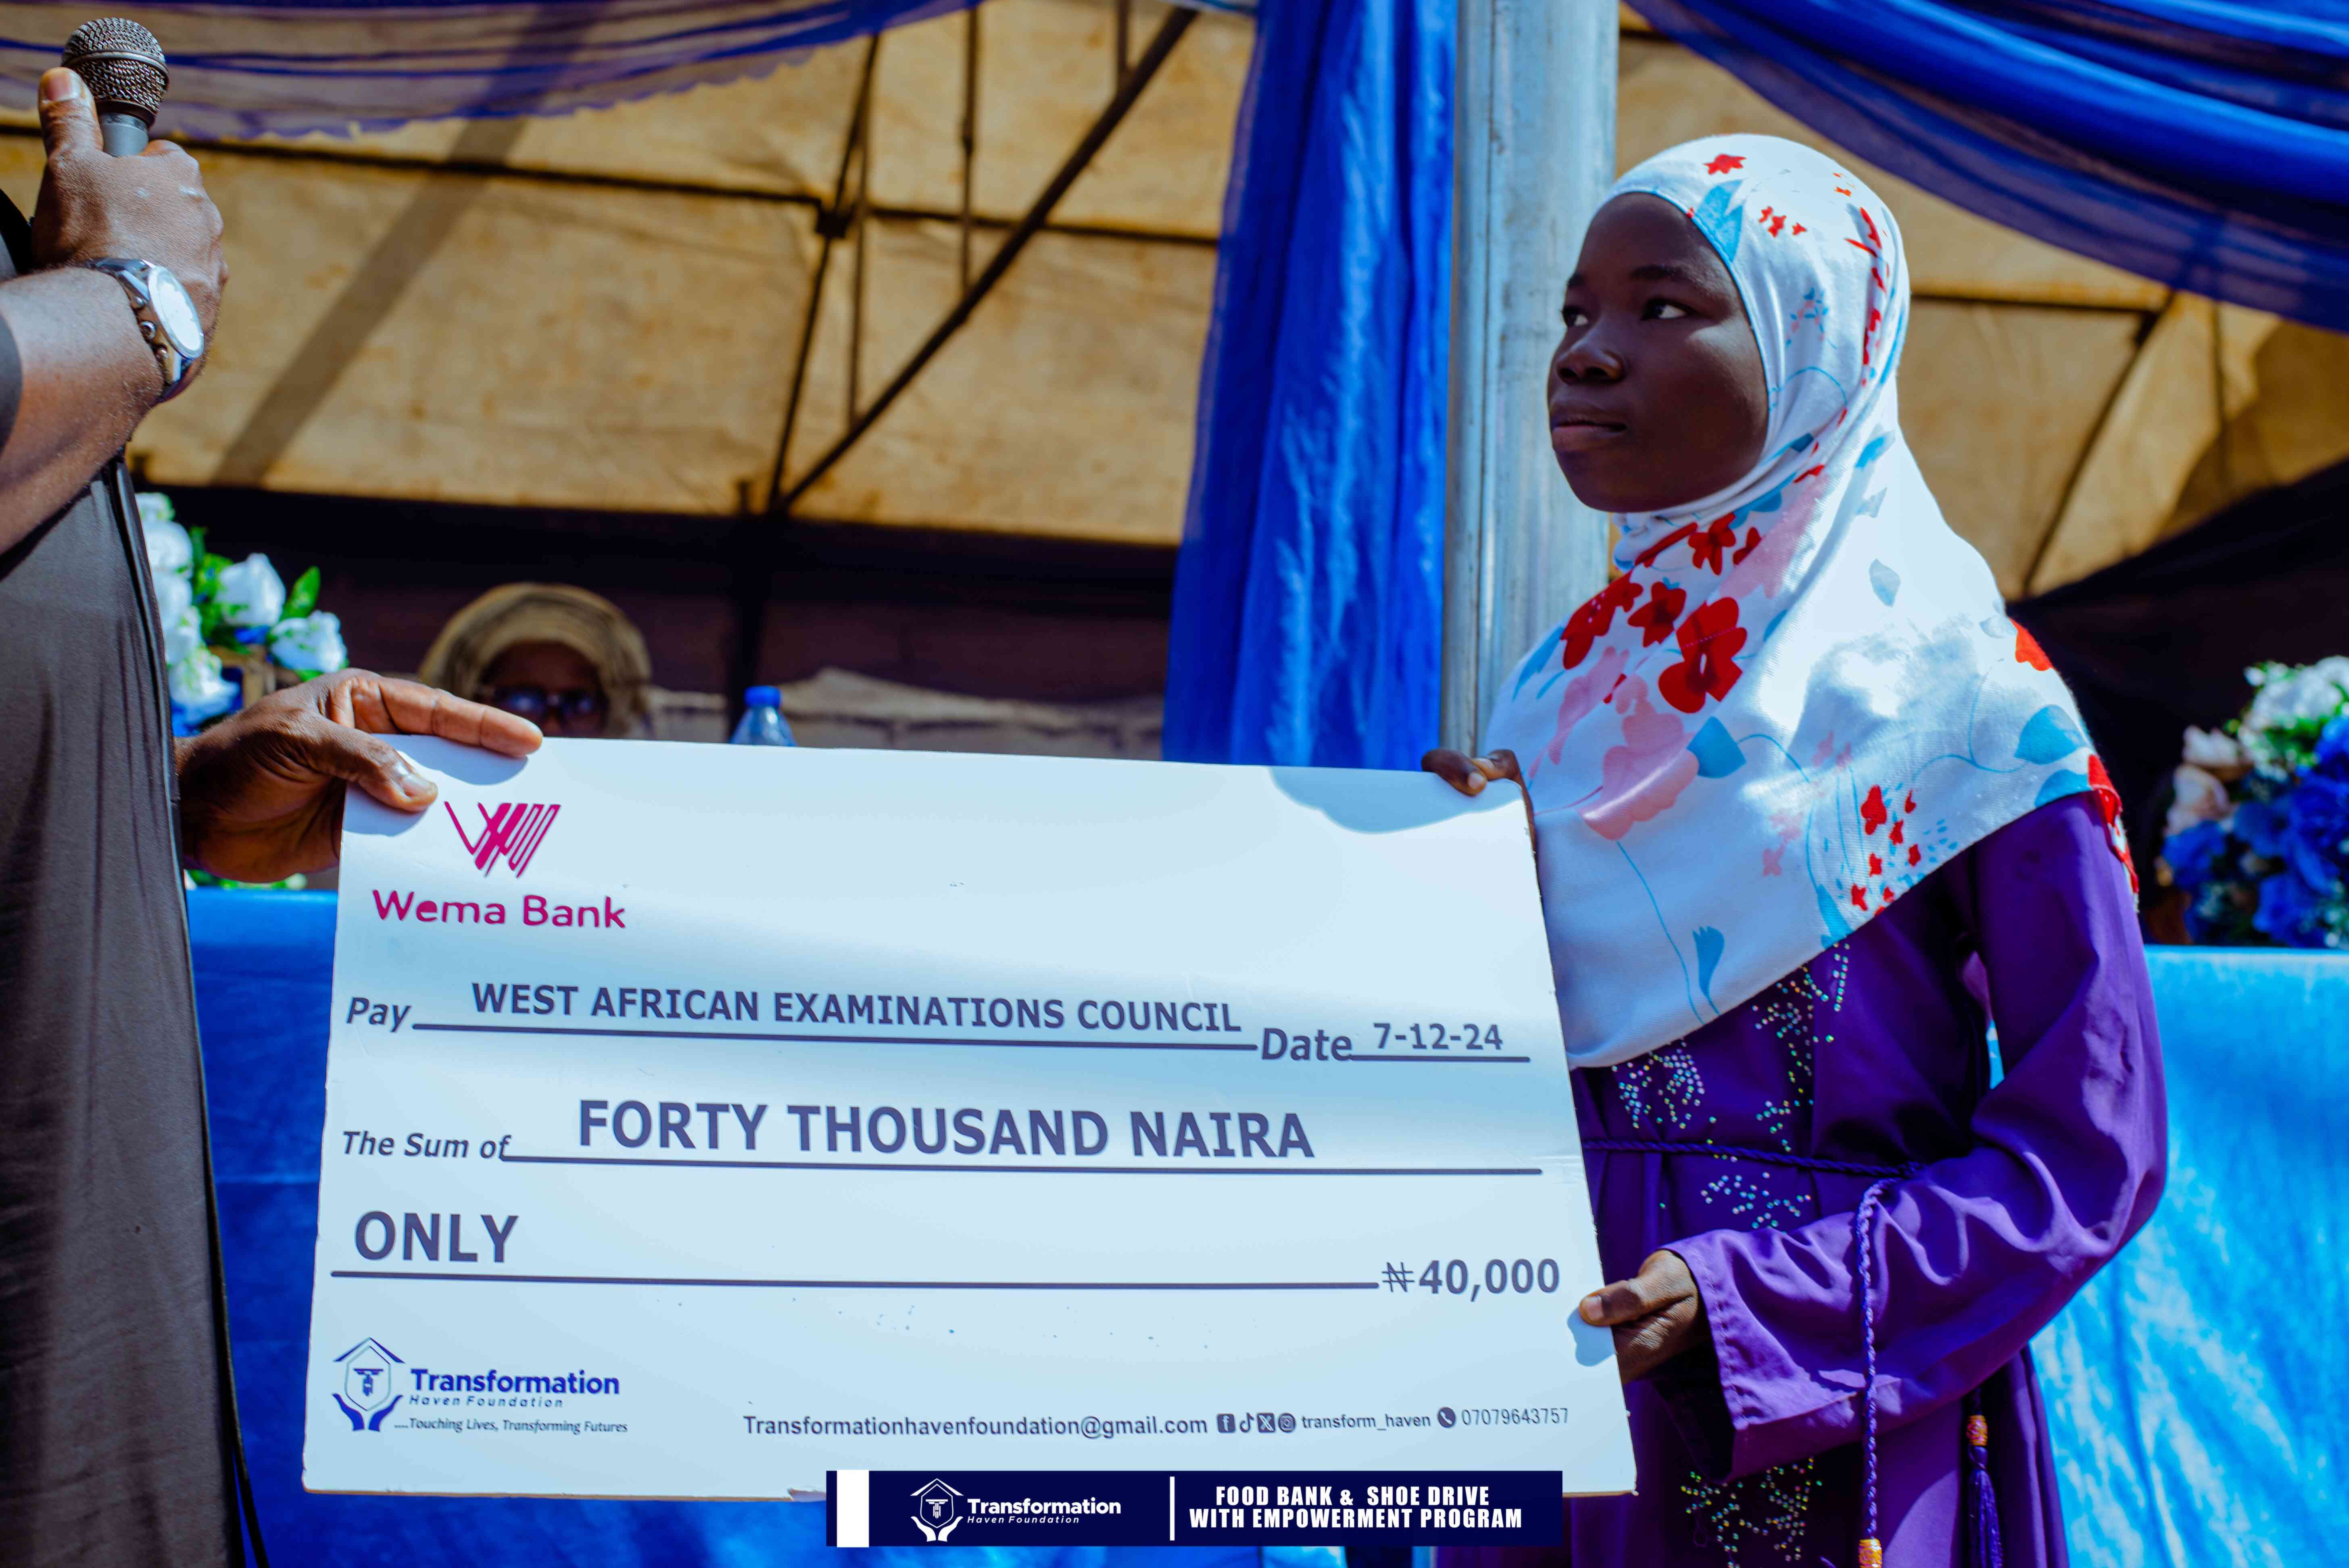 Wema Bank
Pay WEST AFRICAN EXAMINATIONS COUNCIL Date 7-12-24
The Sum of FORTY THOUSAND NAIRA
ONLY ₦40,000
Transformation
Haven Foundation
....Touching Lives, Transforming Futures
Transformationhavenfoundation@gmail.com transform_haven 07079643757
Transformation
Haven Foundation
FOOD BANK & SHOE DRIVE
WITH EMPOWERMENT PROGRAM